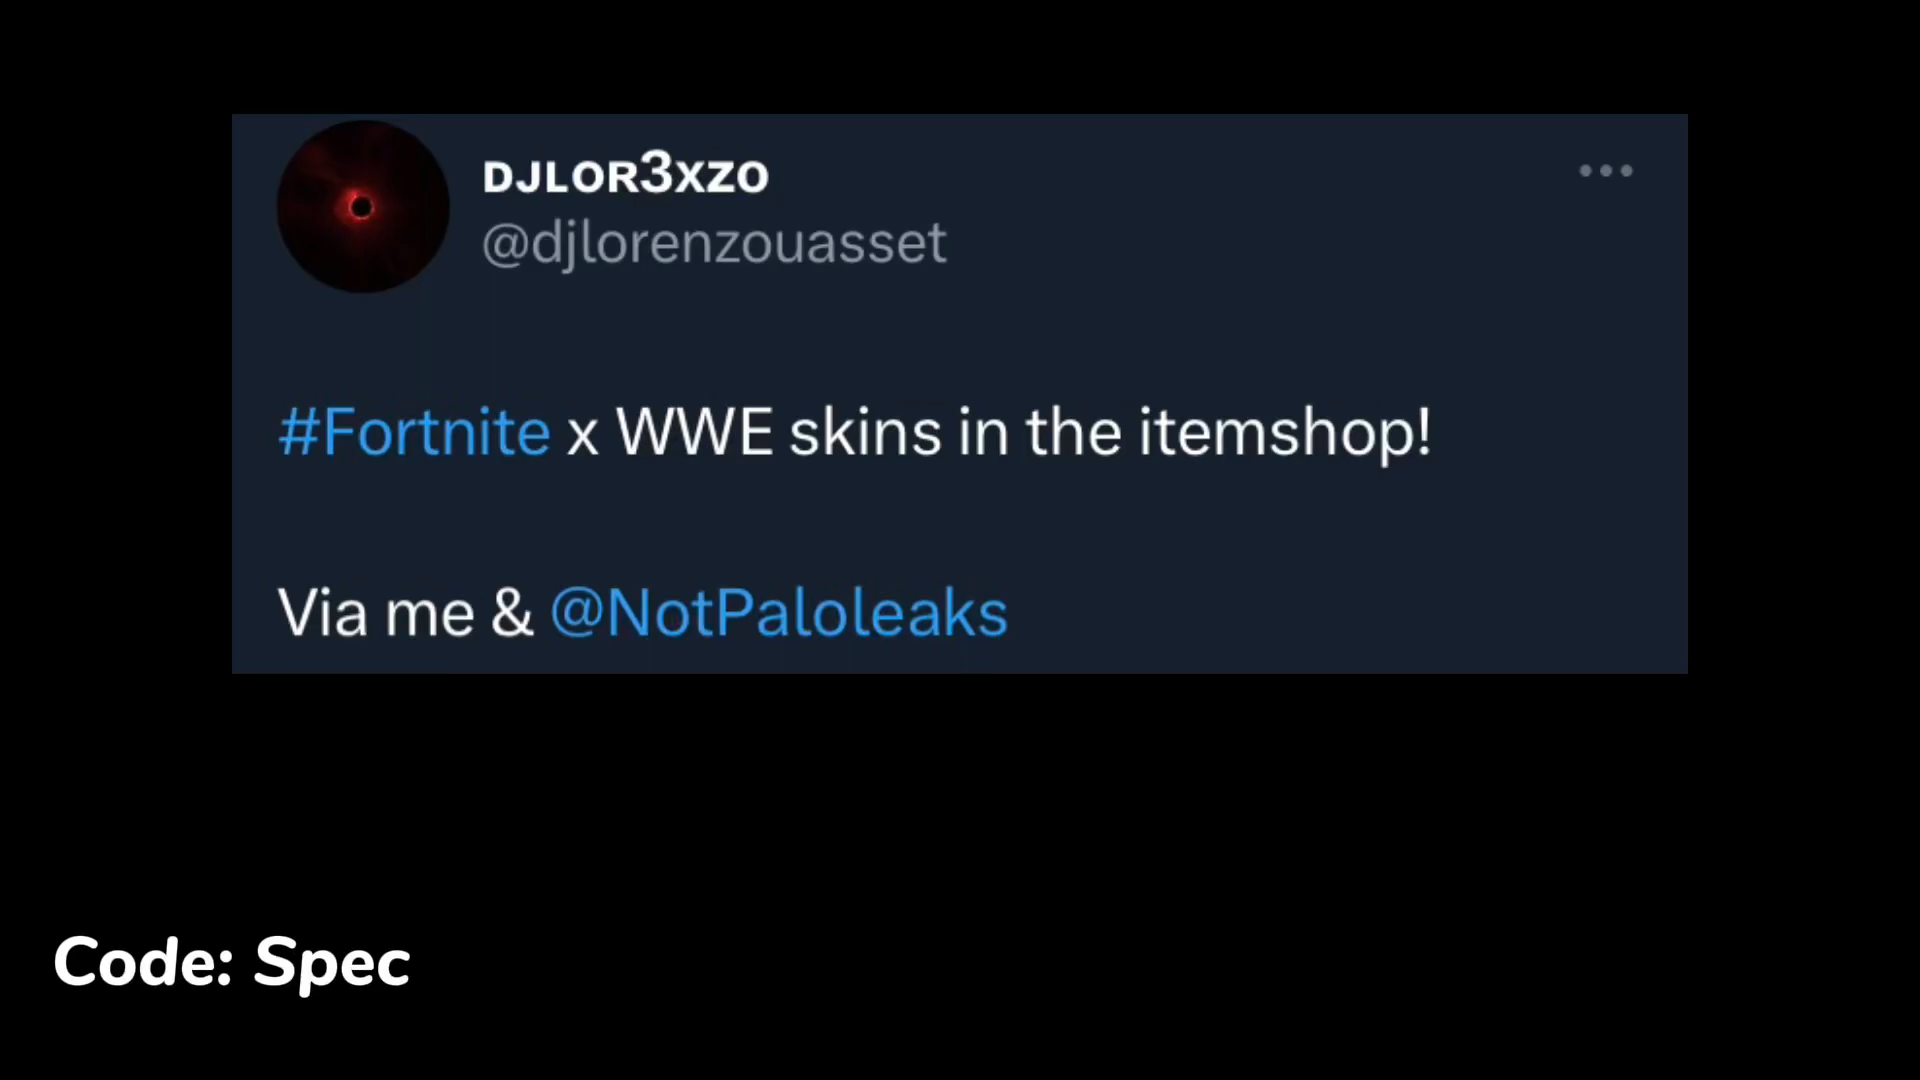 DJLOR3XZO
@djlorenzouasset
#Fortnite x WWE skins in the itemshop!
Via me & @NotPaloleaks
Code: Spec